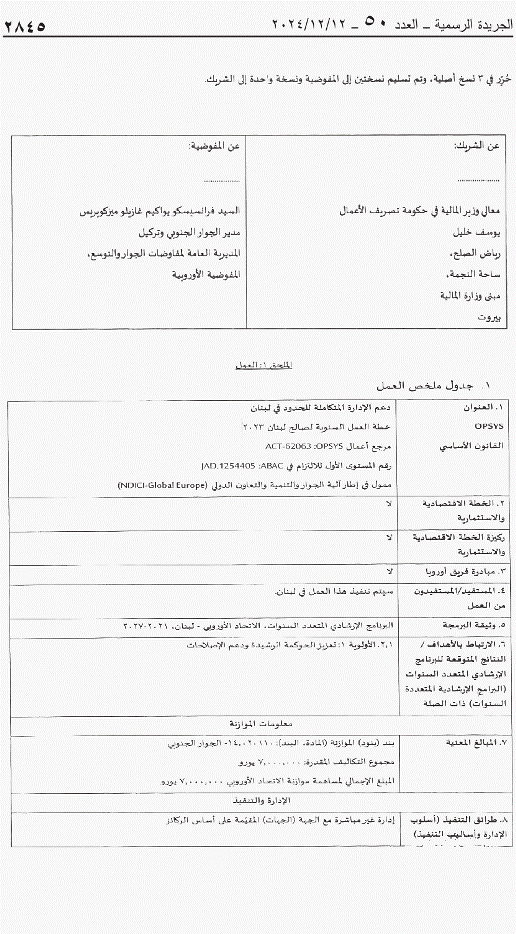 الجريدة الرسمية – العدد ٥٠ – ٢٠٢٤/١٢/١٢
٢٨٤٥
حُرِّر في ٣ نسخ أصلية، وتم تسليم نسختين إلى المفوضية ونسخة واحدة إلى الشريك.
عن الشريك:
....................
معالي وزير المالية في حكومة تصريف الأعمال
يوسف خليل
رياض الصلح،
ساحة النجمة،
مبنى وزارة المالية
بيروت
عن المفوضية:
.................
السيد فرانسيسكو يواكيم غازيلو ميزكويريس
مدير الجوار الجنوبي وتركيل
المديرية العامة لمفاوضات الجوار والتوسع،
المفوضية الأوروبية
الملحق ١: العمل
١. جدول ملخص العمل
١. العنوان
OPSYS
القانون الأساسي
دعم الإدارة المتكاملة للحدود في لبنان
خطة العمل السنوية لصالح لبنان ٢٠٢٣
مرجع أعمال OPSYS: ACT-62063
رقم المستوى الأول للالتزام في ABAC: JAD.1254405
ممول في إطار آلية الجوار والتنمية والتعاون الدولي (NDICI-Global Europe)
٢. الخطة الاقتصادية
والاستثمارية
لا
ركيزة الخطة الاقتصادية
والاستثمارية
لا
٣. مبادرة فريق أوروبا
لا
٤. المستفيد/المستفيدون
من العمل
سيتم تنفيذ هذا العمل في لبنان.
٥. وثيقة البرمجة
البرنامج الإرشادي المتعدد السنوات، الاتحاد الأوروبي - لبنان، ٢٠٢١-٢٠٢٧
٦. الارتباط بالأهداف /
النتائج المتوقعة للبرنامج
الإرشادي المتعدد السنوات
(البرامج الإرشادية المتعددة
السنوات) ذات الصلة
٢.١. الأولوية ١: تعزيز الحوكمة الرشيدة ودعم الإصلاحات
معلومات الموازنة
٧. المبالغ المعنية
بند (بنود) الموازنة (المادة، البند): ١٤,٠٢٠١١٠- الجوار الجنوبي
مجموع التكاليف المقدرة: ٧,٠٠٠,٠٠٠ يورو
المبلغ الإجمالي لمساهمة موازنة الاتحاد الأوروبي ٧,٠٠٠,٠٠٠ يورو
الإدارة والتنفيذ
٨. طرائق التنفيذ (أسلوب
الإدارة وأساليب التنفيذ)
إدارة غير مباشرة مع الجهة (الجهات) المقيّمة على أساس الركائز